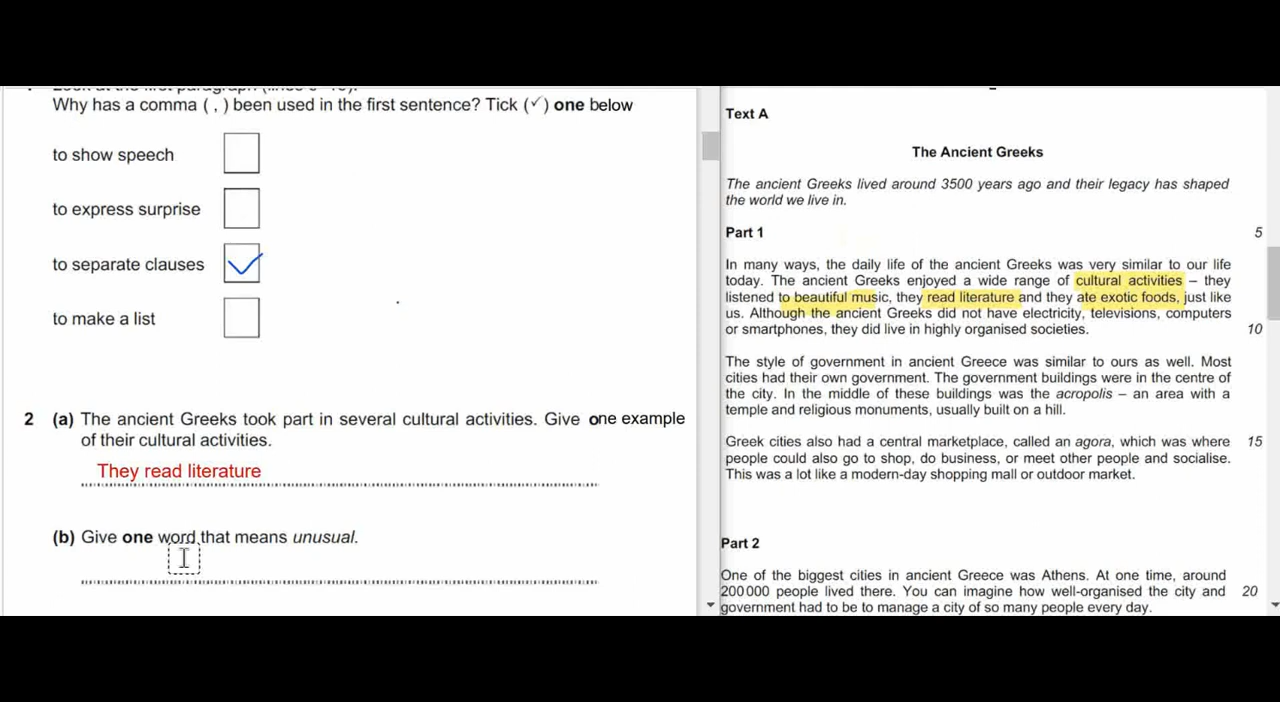 Why has a comma ( , ) been used in the first sentence? Tick (✓) one below
to show speech
to express surprise
to separate clauses
to make a list
2 (a) The ancient Greeks took part in several cultural activities. Give one example
of their cultural activities.
They read literature
(b) Give one word that means unusual.
Text A
The Ancient Greeks
The ancient Greeks lived around 3500 years ago and their legacy has shaped
the world we live in.
Part 1 5
In many ways, the daily life of the ancient Greeks was very similar to our life
today. The ancient Greeks enjoyed a wide range of cultural activities – they
listened to beautiful music, they read literature and they ate exotic foods, just like
us. Although the ancient Greeks did not have electricity, televisions, computers
or smartphones, they did live in highly organised societies. 10
The style of government in ancient Greece was similar to ours as well. Most
cities had their own government. The government buildings were in the centre of
the city. In the middle of these buildings was the acropolis – an area with a
temple and religious monuments, usually built on a hill.
Greek cities also had a central marketplace, called an agora, which was where 15
people could also go to shop, do business, or meet other people and socialise.
This was a lot like a modern-day shopping mall or outdoor market.
Part 2
One of the biggest cities in ancient Greece was Athens. At one time, around
200 000 people lived there. You can imagine how well-organised the city and 20
government had to be to manage a city of so many people every day.